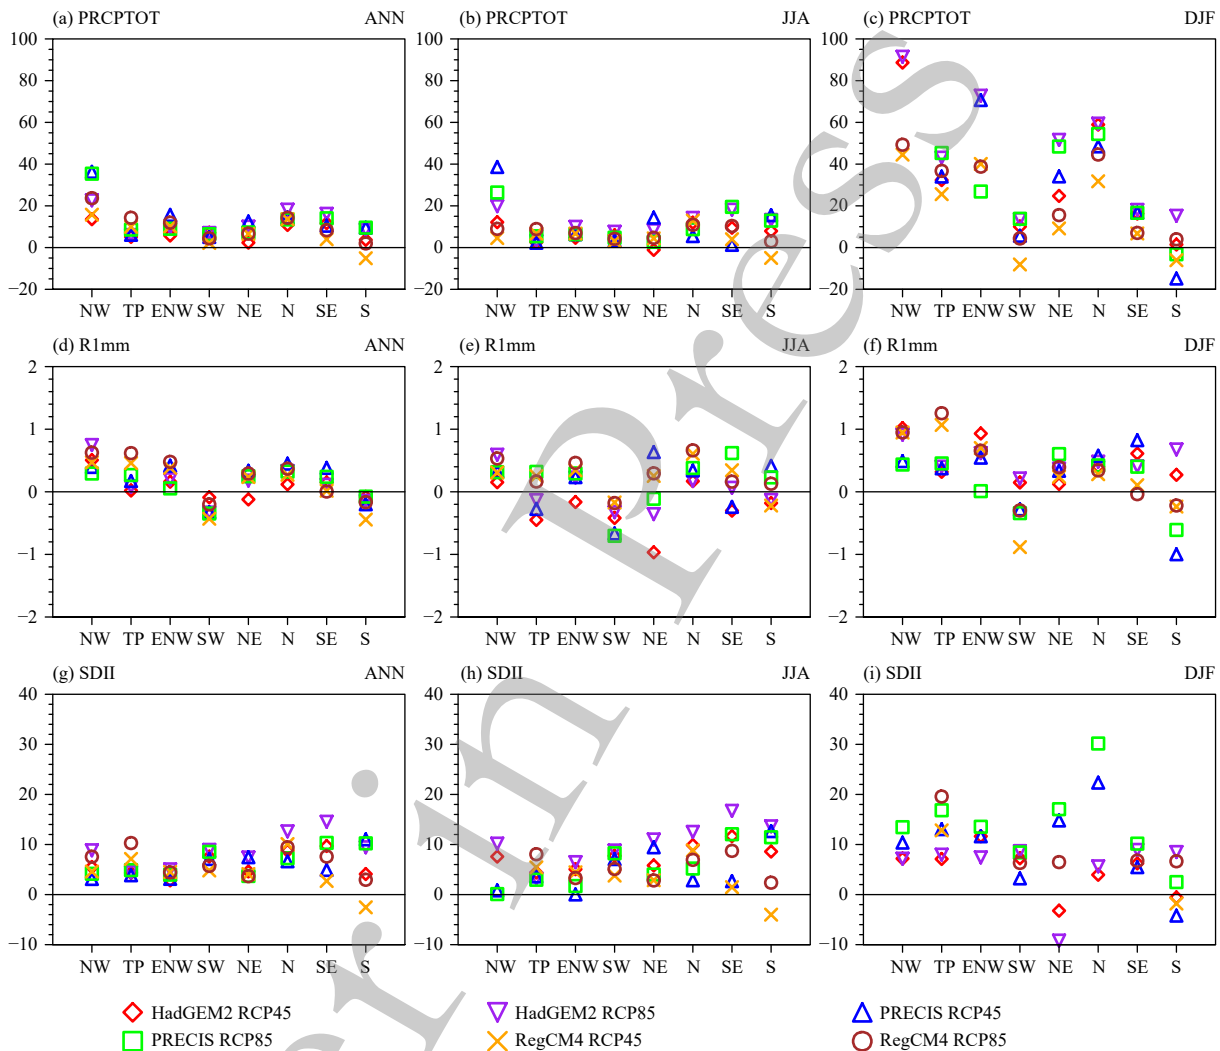 (a) PRCPTOT ANN (b) PRCPTOT JJA (c) PRCPTOT DJF
100 100 100
80 80 80
60 60 60
40 40 40
20 20 20
0 0 0
−20 −20 −20
NW TP ENW SW NE N SE S NW TP ENW SW NE N SE S NW TP ENW SW NE N SE S
(d) R1mm ANN (e) R1mm JJA (f) R1mm DJF
2 2 2
1 1 1
0 0 0
−1 −1 −1
−2 −2 −2
NW TP ENW SW NE N SE S NW TP ENW SW NE N SE S NW TP ENW SW NE N SE S
(g) SDII ANN (h) SDII JJA (i) SDII DJF
40 40 40
30 30 30
20 20 20
10 10 10
0 0 0
−10 −10 −10
NW TP ENW SW NE N SE S NW TP ENW SW NE N SE S NW TP ENW SW NE N SE S
HadGEM2 RCP45 HadGEM2 RCP85 PRECIS RCP45
PRECIS RCP85 RegCM4 RCP45 RegCM4 RCP85
in Press